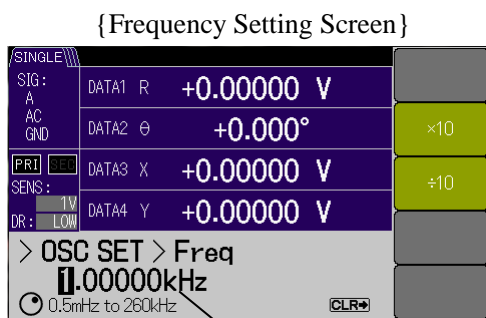 {Frequency Setting Screen}
SINGLE
SIG:
A
AC
GND
DATA1 R +0.00000 V
DATA2 θ +0.000°
DATA3 X +0.00000 V
DATA4 Y +0.00000 V
PRI SEC
SENS:
1V
DR: LOW
×10
÷10
> OSC SET > Freq
1.00000kHz
0.5mHz to 260kHz
CLR➔